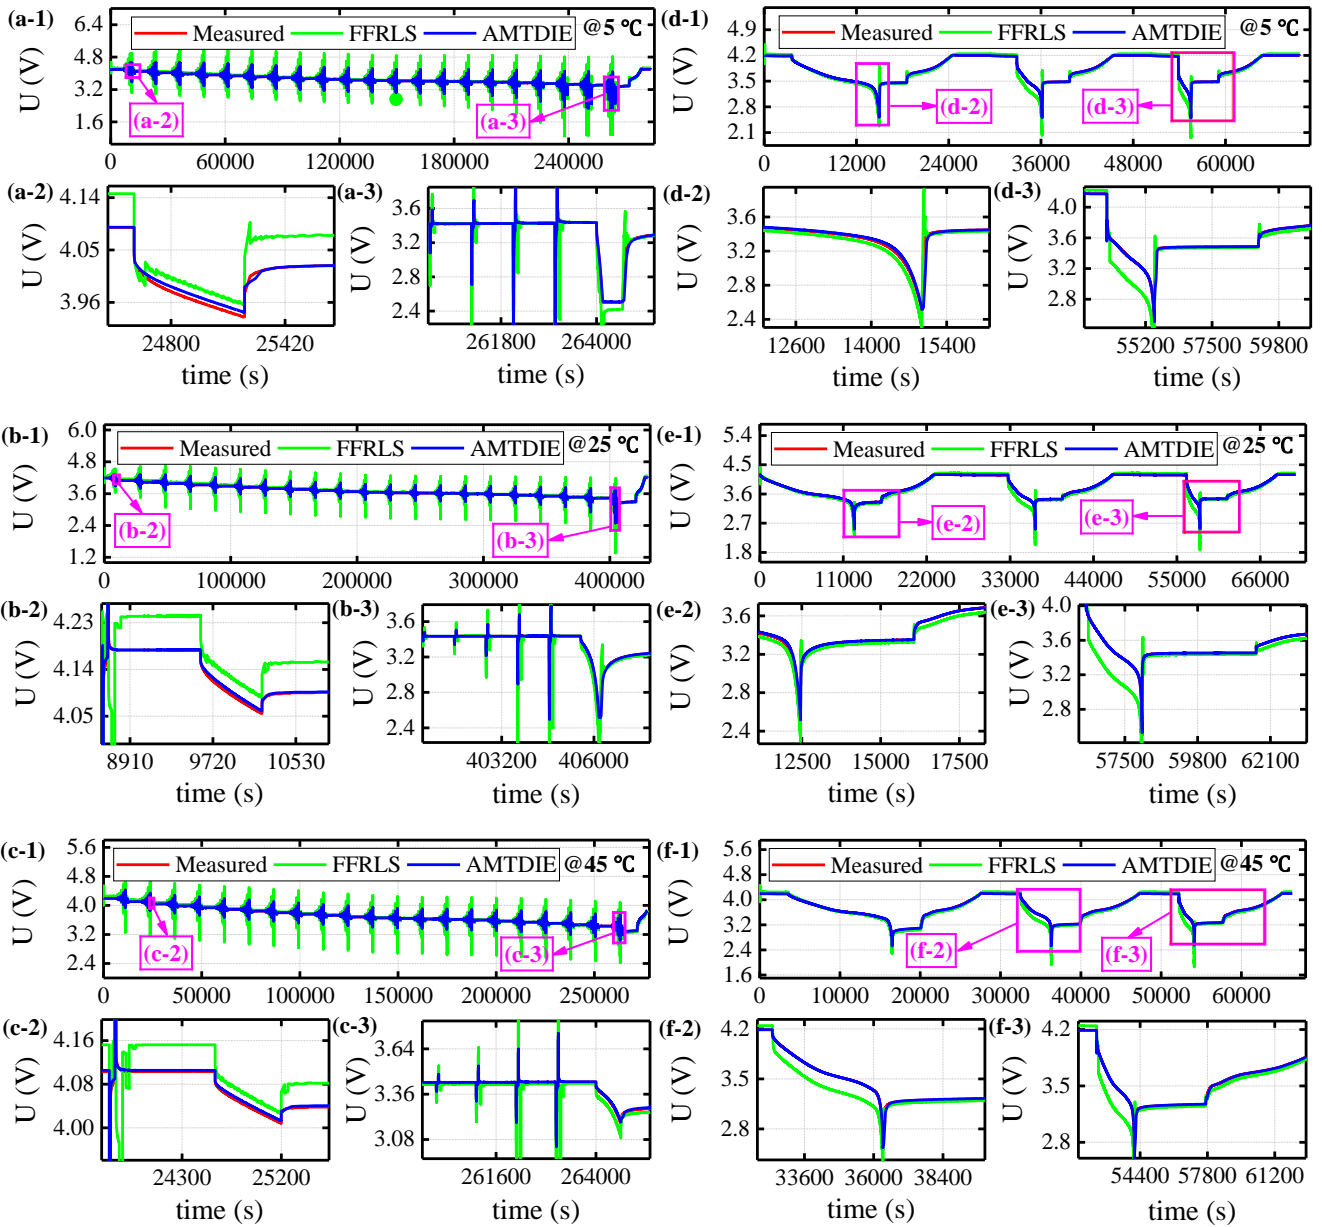 (a-1)
Measured FFRLS AMTDIE @5 ℃
U (V)
6.4
4.8
3.2
1.6
(a-2)
(a-3)
0 60000 120000 180000 240000
(d-1)
Measured FFRLS AMTDIE @5 ℃
U (V)
4.2
3.5
2.8
2.1
(d-2)
(d-3)
0 12000 24000 36000 48000 60000
(a-2)
U (V)
4.14
4.05
3.96
24800 25420
time (s)
(a-3)
U (V)
3.6
3.2
2.8
2.4
261800 264000
time (s)
(d-2)
U (V)
3.6
3.2
2.8
2.4
12600 14000 15400
time (s)
(d-3)
U (V)
4.2
3.6
2.8
55200 57500 59800
time (s)
(b-1)
Measured FFRLS AMTDIE @25 ℃
U (V)
6.0
4.8
3.6
2.4
1.2
(b-2)
(b-3)
0 100000 200000 300000 400000
(e-1)
Measured FFRLS AMTDIE @25 ℃
U (V)
5.4
4.5
3.6
2.7
1.8
(e-2)
(e-3)
0 11000 22000 33000 44000 55000 66000
(b-2)
U (V)
4.23
4.14
4.05
8910 9720 10530
time (s)
(b-3)
U (V)
3.6
3.2
2.8
2.4
403200 406000
time (s)
(e-2)
U (V)
3.6
3.2
2.8
2.4
12500 15000 17500
time (s)
(e-3)
U (V)
4.0
3.6
3.2
2.8
57500 59800 62100
time (s)
(c-1)
Measured FFRLS AMTDIE @45 ℃
U (V)
5.6
4.8
4.0
3.2
2.4
(c-2)
(c-3)
0 50000 100000 150000 200000 250000
(f-1)
Measured FFRLS AMTDIE @45 ℃
U (V)
5.6
4.8
4.0
3.2
2.4
1.6
(f-2)
(f-3)
0 10000 20000 30000 40000 50000 60000
(c-2)
U (V)
4.16
4.08
4.00
24300 25200
time (s)
(c-3)
U (V)
3.64
3.36
3.08
261600 264000
time (s)
(f-2)
U (V)
4.2
3.5
2.8
33600 36000 38400
time (s)
(f-3)
U (V)
4.2
3.5
2.8
54400 57800 61200
time (s)